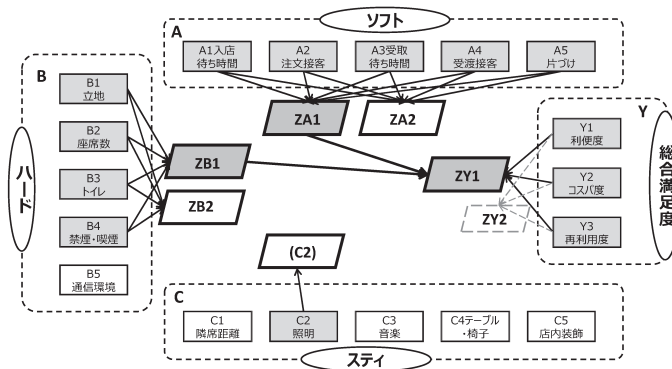 ソフト
A
A1入店
待ち時間
A2
注文接客
A3受取
待ち時間
A4
受渡接客
A5
片づけ
ZA1
ZA2
B
ハード
B1
立地
B2
座席数
B3
トイレ
B4
禁煙・喫煙
B5
通信環境
ZB1
ZB2
Y
総合満足度
Y1
利便度
Y2
コスパ度
Y3
再利用度
ZY1
ZY2
(C2)
C
C1
隣席距離
C2
照明
C3
音楽
C4テーブル
・椅子
C5
店内装飾
スティ